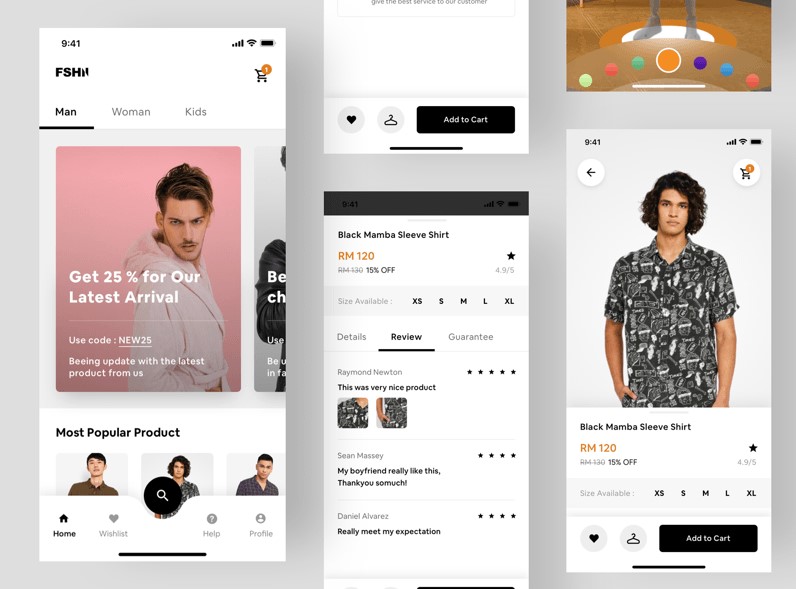 9:41
FSHN
1
Man
Woman
Kids
Get 25 % for Our
Latest Arrival
Use code : NEW25
Beeing update with the latest
product from us
Be
ch
Use
Be u
in fa
Most Popular Product
Home
Wishlist
Help
Profile
give the best service to our customer
Add to Cart
9:41
Black Mamba Sleeve Shirt
RM 120
RM 130 15% OFF
4.9/5
Size Available :
XS
S
M
L
XL
Details
Review
Guarantee
Raymond Newton
This was very nice product
Sean Massey
My boyfriend really like this,
Thankyou somuch!
Daniel Alvarez
Really meet my expectation
9:41
1
Black Mamba Sleeve Shirt
RM 120
RM 130 15% OFF
4.9/5
Size Available :
XS
S
M
L
XL
Add to Cart